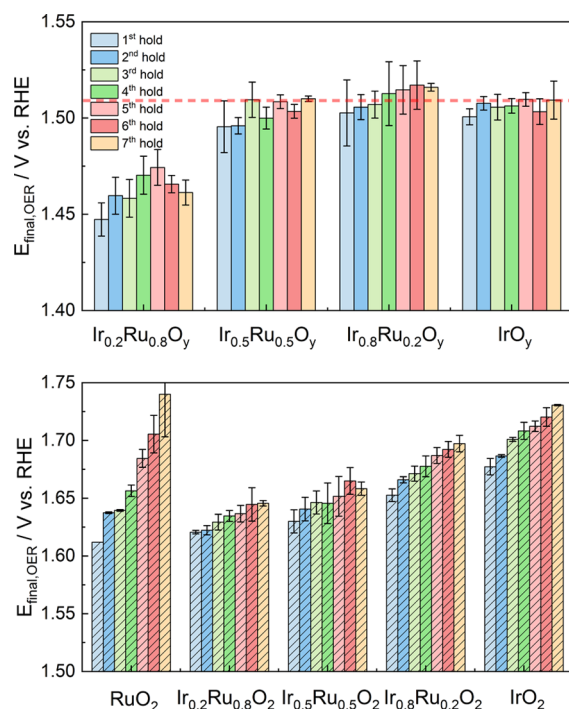 E_final,OER / V vs. RHE
1.55
1.50
1.45
1.40
1st hold
2nd hold
3rd hold
4th hold
5th hold
6th hold
7th hold
Ir0.2Ru0.8Oy Ir0.5Ru0.5Oy Ir0.8Ru0.2Oy IrOy
E_final,OER / V vs. RHE
1.75
1.70
1.65
1.60
1.55
1.50
RuO2 Ir0.2Ru0.8O2 Ir0.5Ru0.5O2 Ir0.8Ru0.2O2 IrO2